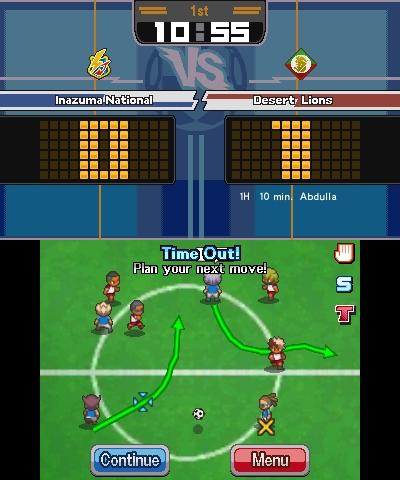 1st
10:55
VS
Inazuma National
Desert Lions
0
1
1H 10 min. Abdulla
Time Out!
Plan your next move!
S
T
Continue
Menu